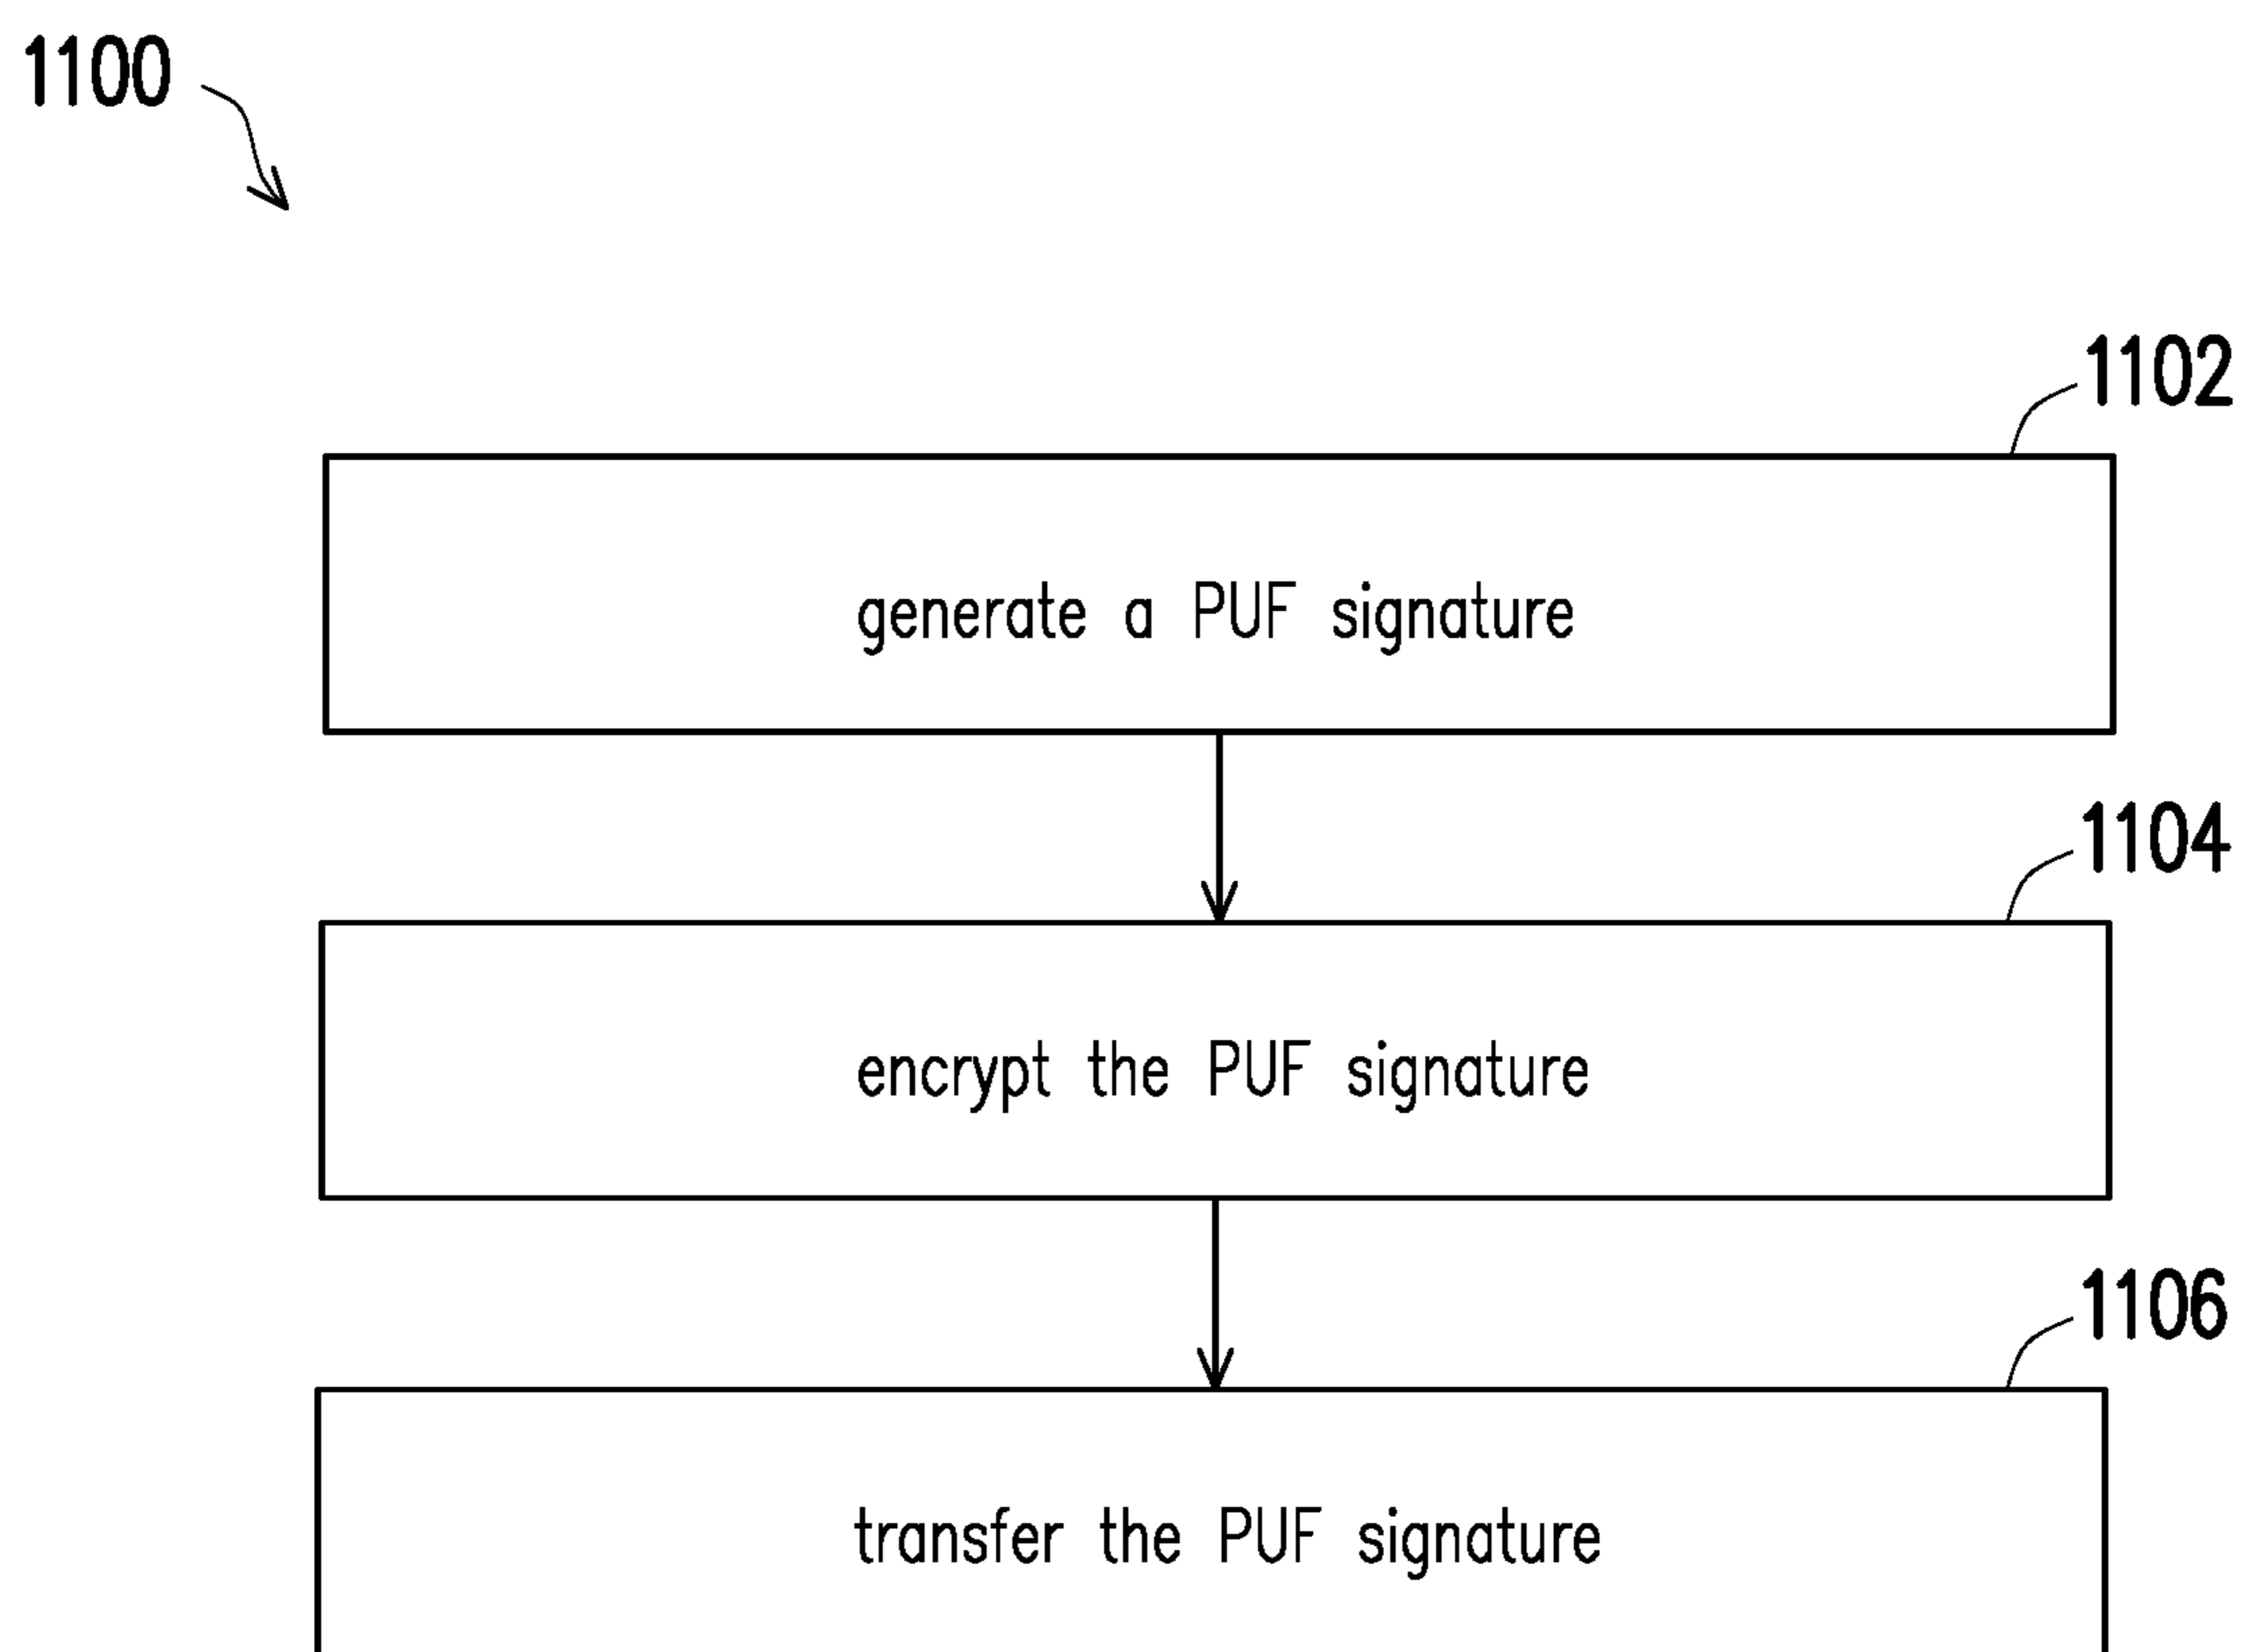 1100
1102
generate a PUF signature
1104
encrypt the PUF signature
1106
transfer the PUF signature